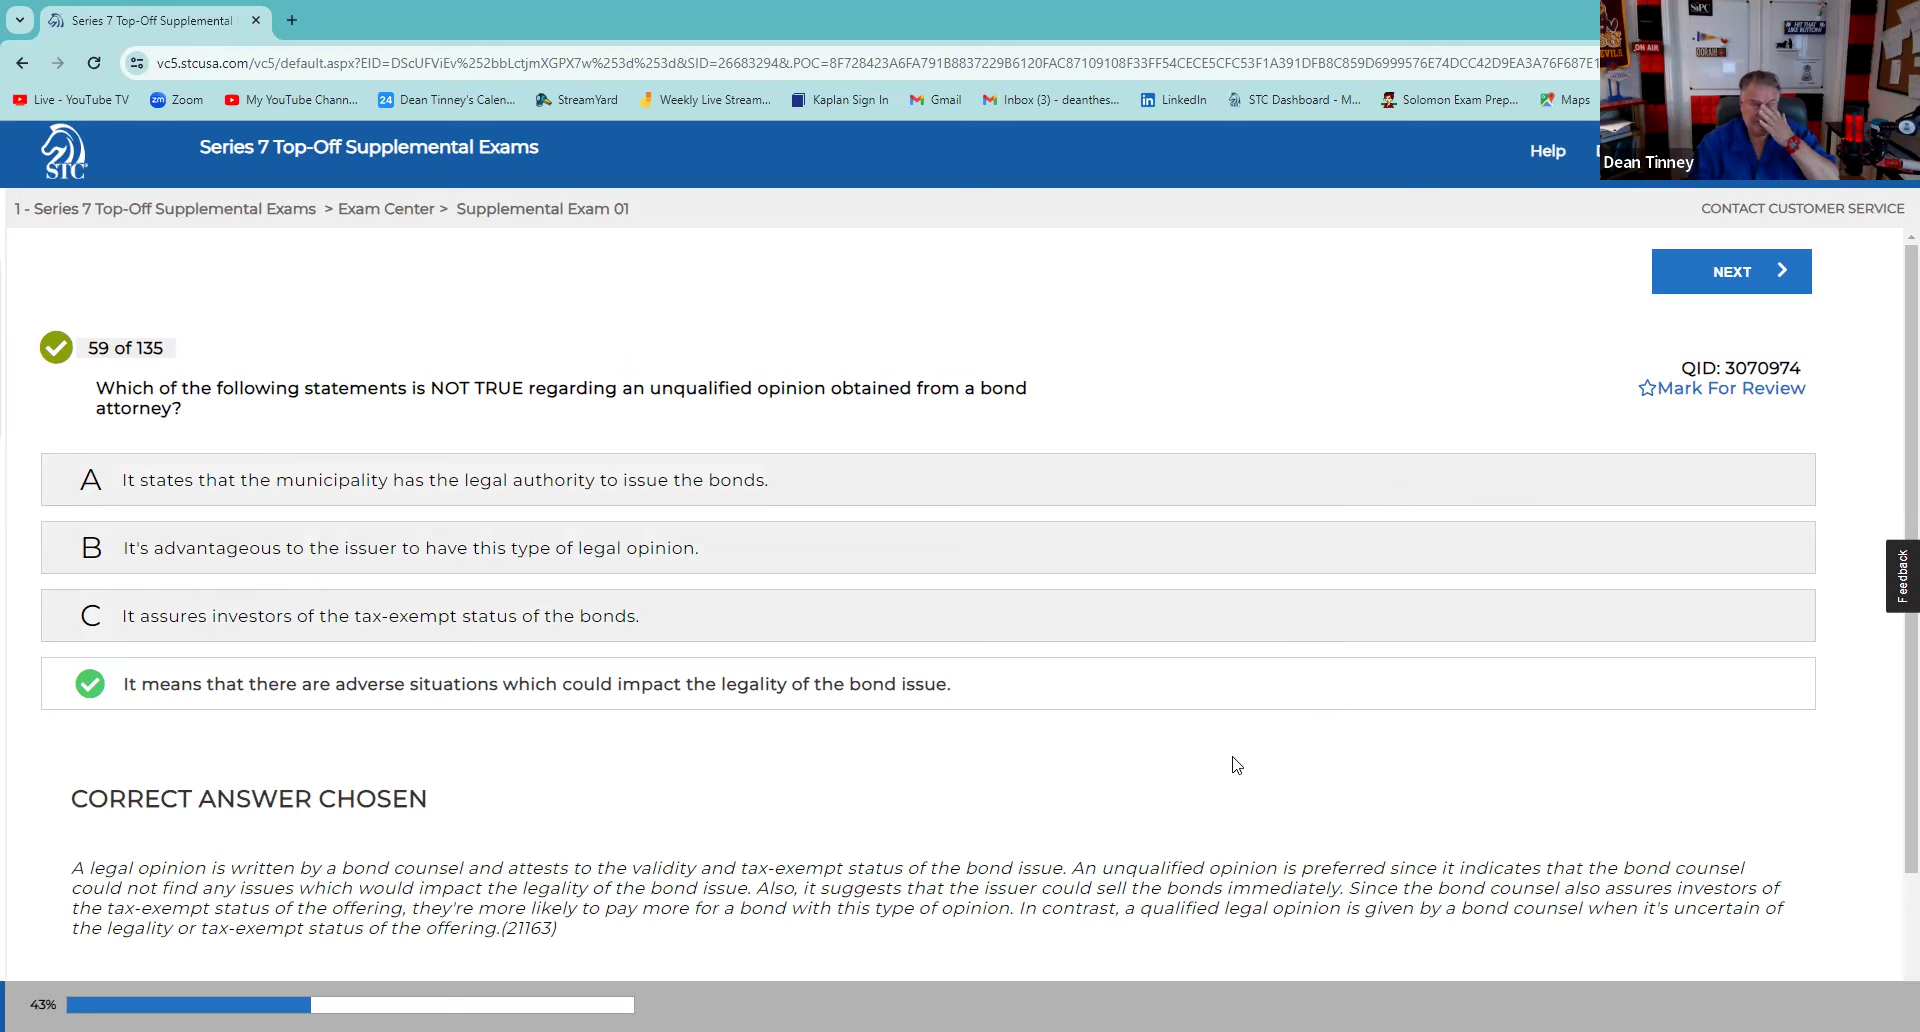 Series 7 Top-Off Supplemental
vc5.stcusa.com/vc5/default.aspx?EID=DScUFViEv%252bbLctjmXGPX7w%253d%253d&SID=26683294&.POC=8F728423A6FA791B8837229B6120FAC87109108F33FF54CECE5CFC53F1A391DFB8C859D6999576E74DCC42D9EA3A76F687E1
Live - YouTube TV
Zoom
My YouTube Chann...
24 Dean Tinney's Calen...
StreamYard
Weekly Live Stream...
Kaplan Sign In
Gmail
Inbox (3) - deanthes...
LinkedIn
STC Dashboard - M...
Solomon Exam Prep...
Maps
SIPC
HIT THAT LIKE BUTTON!
ON AIR
Dean Tinney
STC
Series 7 Top-Off Supplemental Exams
Help
1 - Series 7 Top-Off Supplemental Exams > Exam Center > Supplemental Exam 01
CONTACT CUSTOMER SERVICE
NEXT
59 of 135
QID: 3070974
Mark For Review
Which of the following statements is NOT TRUE regarding an unqualified opinion obtained from a bond
attorney?
A It states that the municipality has the legal authority to issue the bonds.
B It's advantageous to the issuer to have this type of legal opinion.
C It assures investors of the tax-exempt status of the bonds.
It means that there are adverse situations which could impact the legality of the bond issue.
Feedback
CORRECT ANSWER CHOSEN
A legal opinion is written by a bond counsel and attests to the validity and tax-exempt status of the bond issue. An unqualified opinion is preferred since it indicates that the bond counsel
could not find any issues which would impact the legality of the bond issue. Also, it suggests that the issuer could sell the bonds immediately. Since the bond counsel also assures investors of
the tax-exempt status of the offering, they're more likely to pay more for a bond with this type of opinion. In contrast, a qualified legal opinion is given by a bond counsel when it's uncertain of
the legality or tax-exempt status of the offering.(21163)
43%